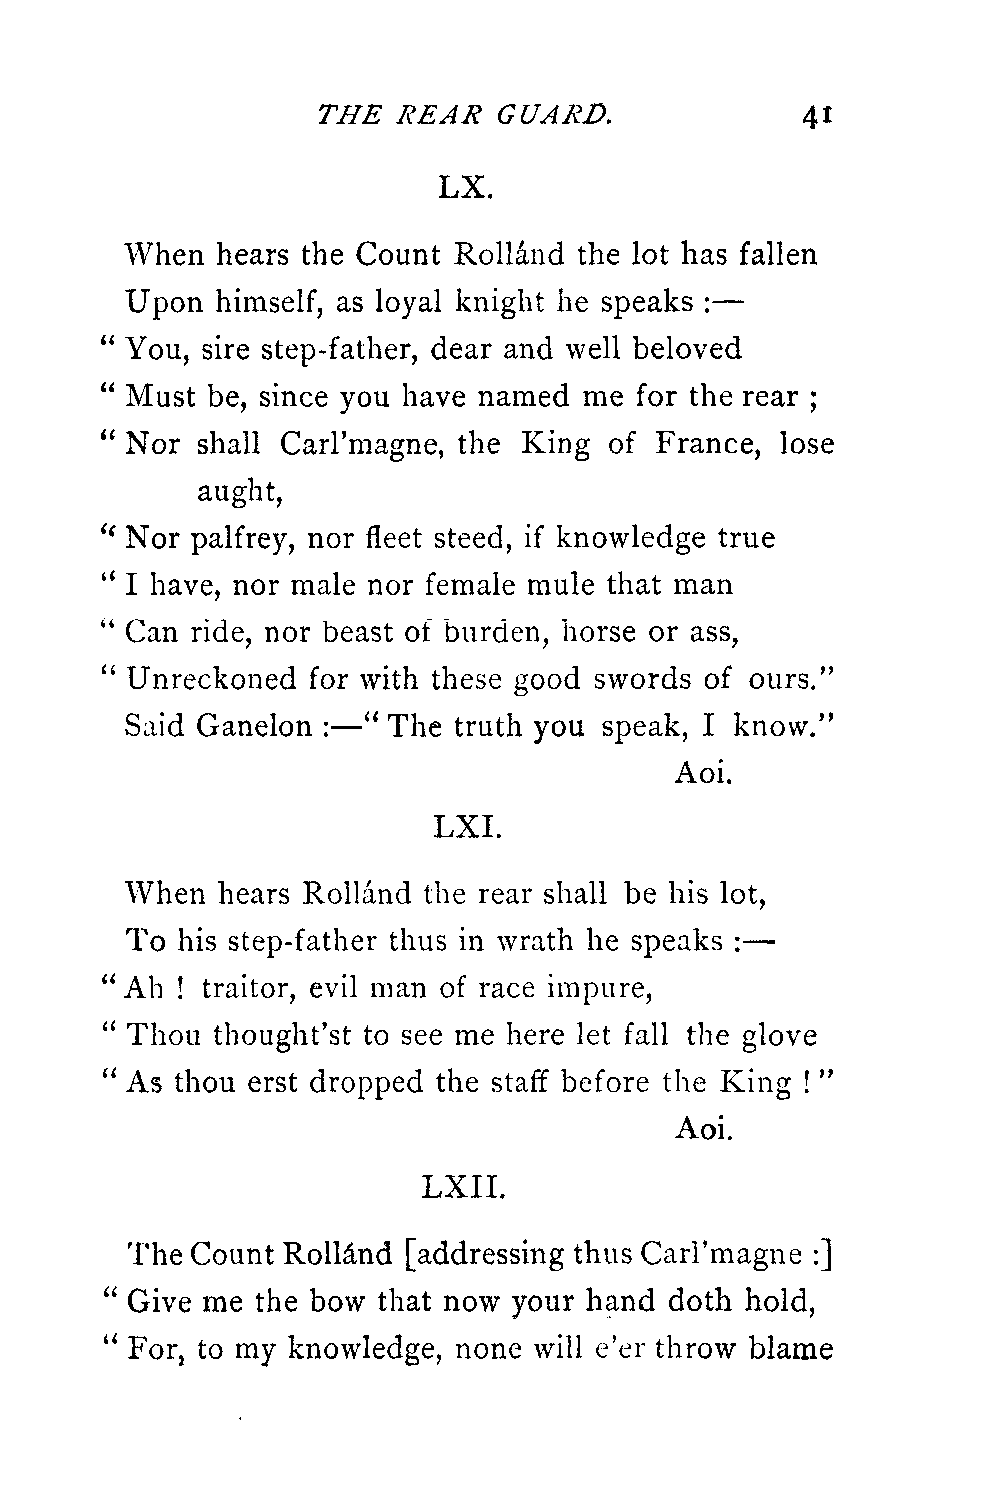 THE REAR GUARD. 41
LX.
When hears the Count Rollánd the lot has fallen
Upon himself, as loyal knight he speaks :—
“ You, sire step-father, dear and well beloved
“ Must be, since you have named me for the rear ;
“ Nor shall Carl’magne, the King of France, lose
aught,
“ Nor palfrey, nor fleet steed, if knowledge true
“ I have, nor male nor female mule that man
“ Can ride, nor beast of burden, horse or ass,
“ Unreckoned for with these good swords of ours.”
Said Ganelon :—“ The truth you speak, I know.”
Aoi.
LXI.
When hears Rollánd the rear shall be his lot,
To his step-father thus in wrath he speaks :—
“ Ah ! traitor, evil man of race impure,
“ Thou thought’st to see me here let fall the glove
“ As thou erst dropped the staff before the King ! ”
Aoi.
LXII.
The Count Rollánd [addressing thus Carl’magne :]
“ Give me the bow that now your hand doth hold,
“ For, to my knowledge, none will e’er throw blame